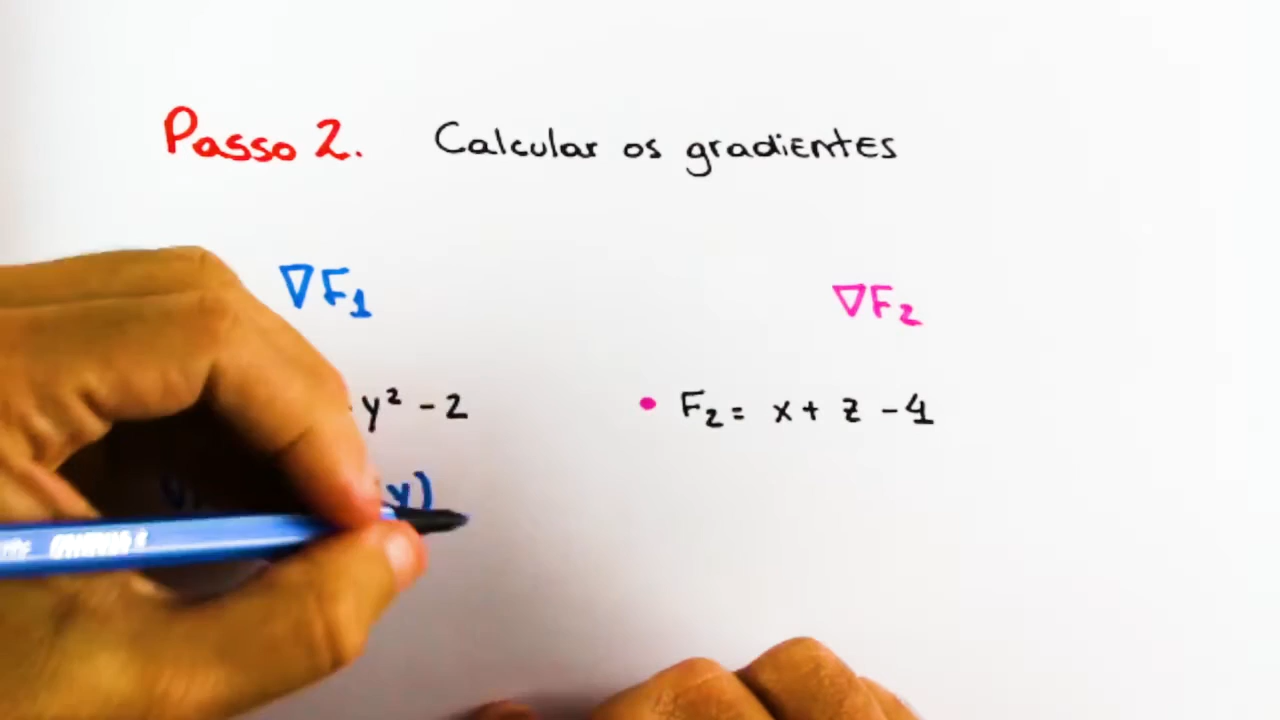 Passo 2. Calcular os gradientes
∇F₁ ∇F₂
y² - 2 • F₂ = x + z - 4
y)